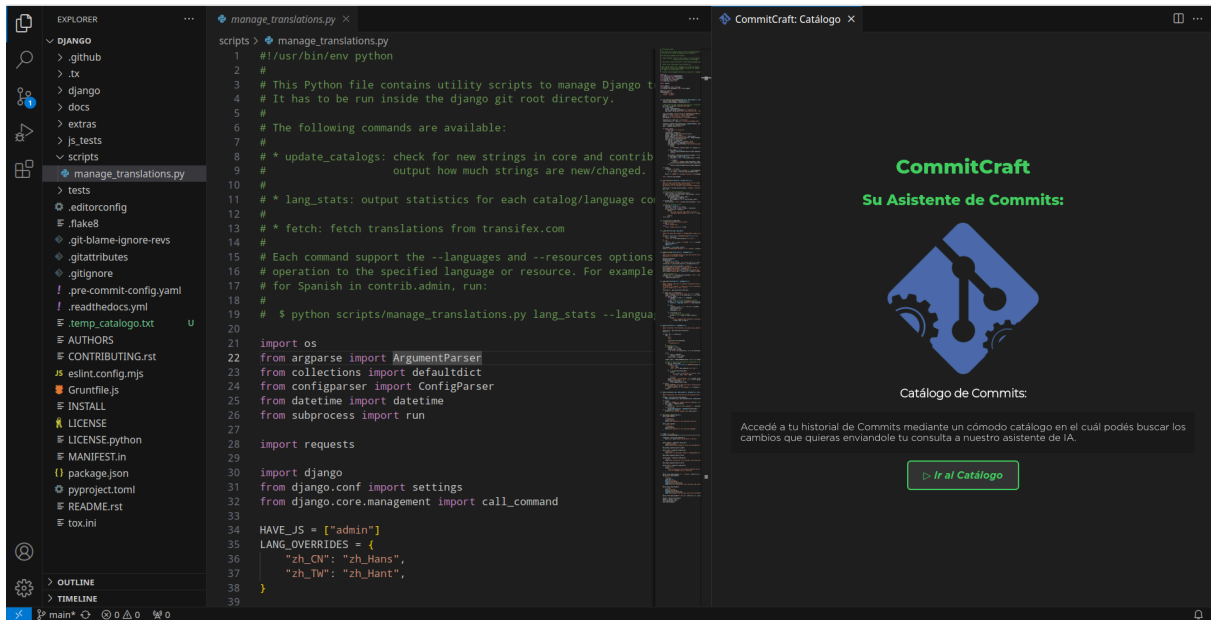 EXPLORER
DJANGO
.github
.tx
django
docs
extras
js_tests
scripts
manage_translations.py
tests
.editorconfig
.flake8
.git-blame-ignore-revs
.gitattributes
.gitignore
.pre-commit-config.yaml
.readthedocs.yml
.temp_catalogo.txt U
AUTHORS
CONTRIBUTING.rst
JS eslint.config.mjs
Gruntfile.js
INSTALL
LICENSE
LICENSE.python
MANIFEST.in
package.json
pyproject.toml
README.rst
tox.ini
OUTLINE
TIMELINE
manage_translations.py
scripts > manage_translations.py
1 #!/usr/bin/env python
2 #
3 # This Python file contains utility scripts to manage Django t
4 # It has to be run inside the django git root directory.
5 #
6 # The following commands are available:
7 #
8 # * update_catalogs: check for new strings in core and contrib
9 # output how much strings are new/changed.
10 #
11 # * lang_stats: output statistics for each catalog/language co
12 #
13 # * fetch: fetch translations from transifex.com
14 #
15 # Each command support the --languages and --resources options
16 # operation to the specified language or resource. For example
17 # for Spanish in contrib.admin, run:
18 #
19 # $ python scripts/manage_translations.py lang_stats --langua
20
21 import os
22 from argparse import ArgumentParser
23 from collections import defaultdict
24 from configparser import ConfigParser
25 from datetime import datetime
26 from subprocess import run
27
28 import requests
29
30 import django
31 from django.conf import settings
32 from django.core.management import call_command
33
34 HAVE_JS = ["admin"]
35 LANG_OVERRIDES = {
36 "zh_CN": "zh_Hans",
37 "zh_TW": "zh_Hant",
38 }
39
CommitCraft: Catálogo
CommitCraft
Su Asistente de Commits:
Catálogo de Commits:
Accedé a tu historial de Commits mediante un cómodo catálogo en el cuál podés buscar los
cambios que quieras enviandole tu consulta a nuestro asistente de IA.
Ir al Catálogo
main* 0 0 0
1